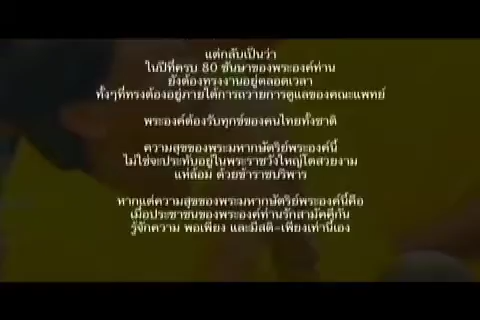 แต่กลับเป็นว่า
ในปีที่ครบ 80 ชันษาของพระองค์ท่าน
ยังต้องทรงงานอยู่ตลอดเวลา
ทั้งๆที่ทรงต้องอยู่ภายใต้การถวายการดูแลของคณะแพทย์
พระองค์ต้องรับทุกข์ของคนไทยทั้งชาติ
ความสุขของพระมหากษัตริย์พระองค์นี้
ไม่ใช่จะประทับอยู่ในพระราชวังใหญ่โตสวยงาม
แห่ล้อม ด้วยข้าราชบริพาร
หากแต่ความสุขของพระมหากษัตริย์พระองค์นี้คือ
เมื่อประชาชนของพระองค์ท่านรักสามัคคีกัน
รู้จักความ พอเพียง และมีสติ=เพียงเท่านี้เอง